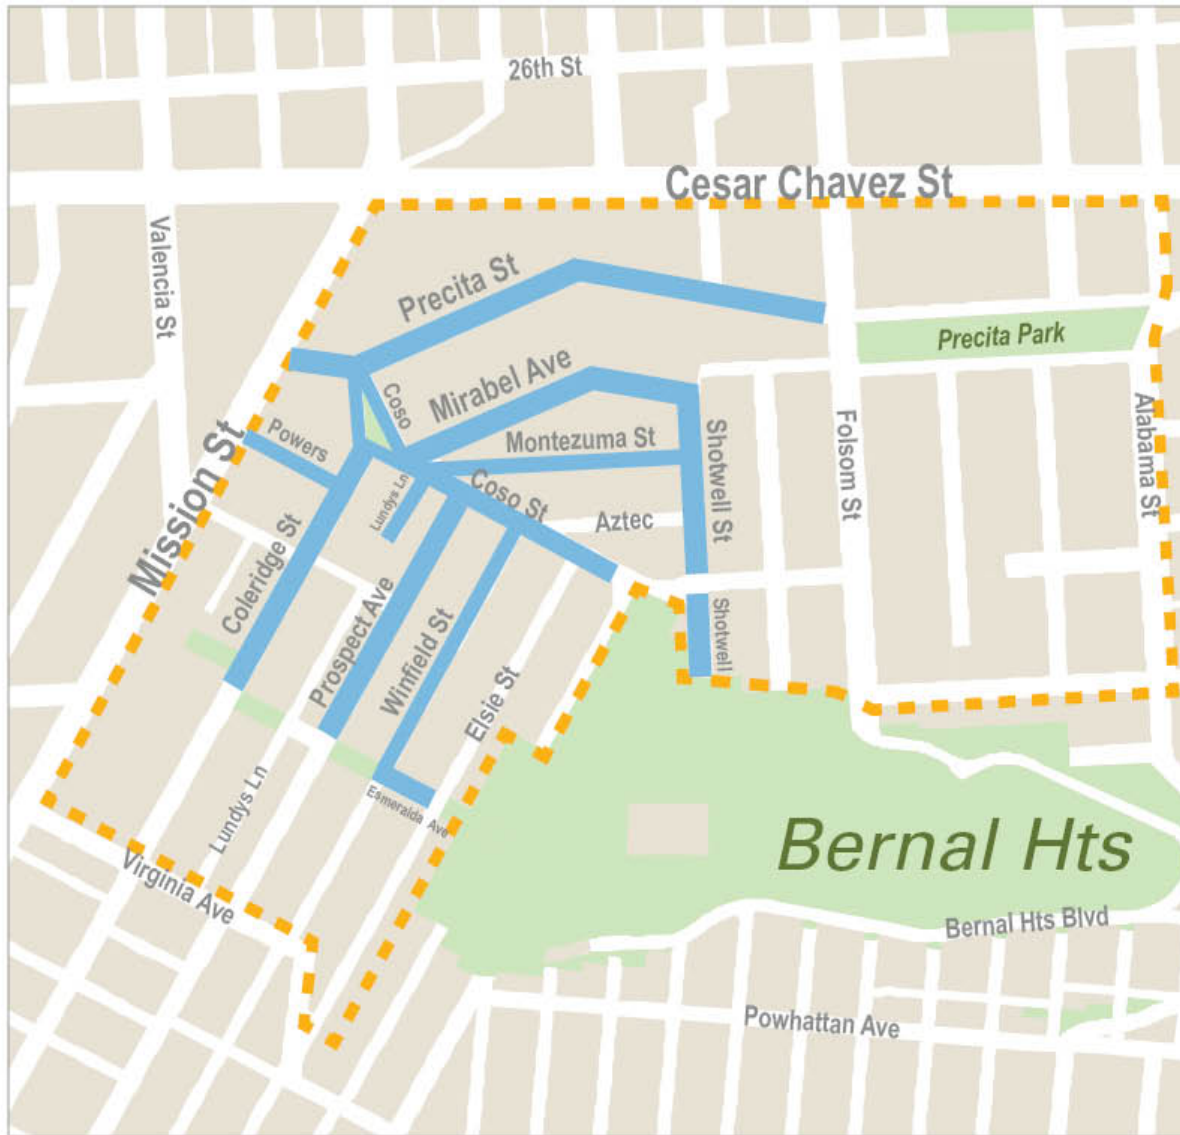 26th St
Cesar Chavez St
Valencia St
Precita St
Precita Park
Mirabel Ave
Coso
Powers
Montezuma St
Shotwell St
Folsom St
Alabama St
Mission St
Lundys Ln
Coso St
Aztec
Coleridge St
Prospect Ave
Winfield St
Shotwell
Elsie St
Lundys Ln
Esmeralda Ave
Bernal Hts
Virginia Ave
Bernal Hts Blvd
Powhattan Ave